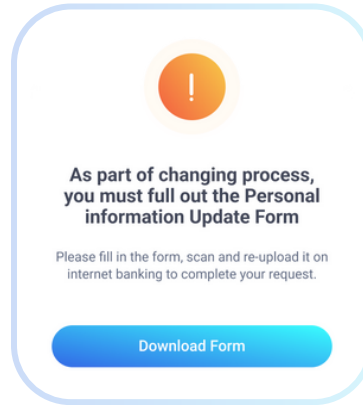 !
As part of changing process,
you must full out the Personal
information Update Form
Please fill in the form, scan and re-upload it on
internet banking to complete your request.
Download Form